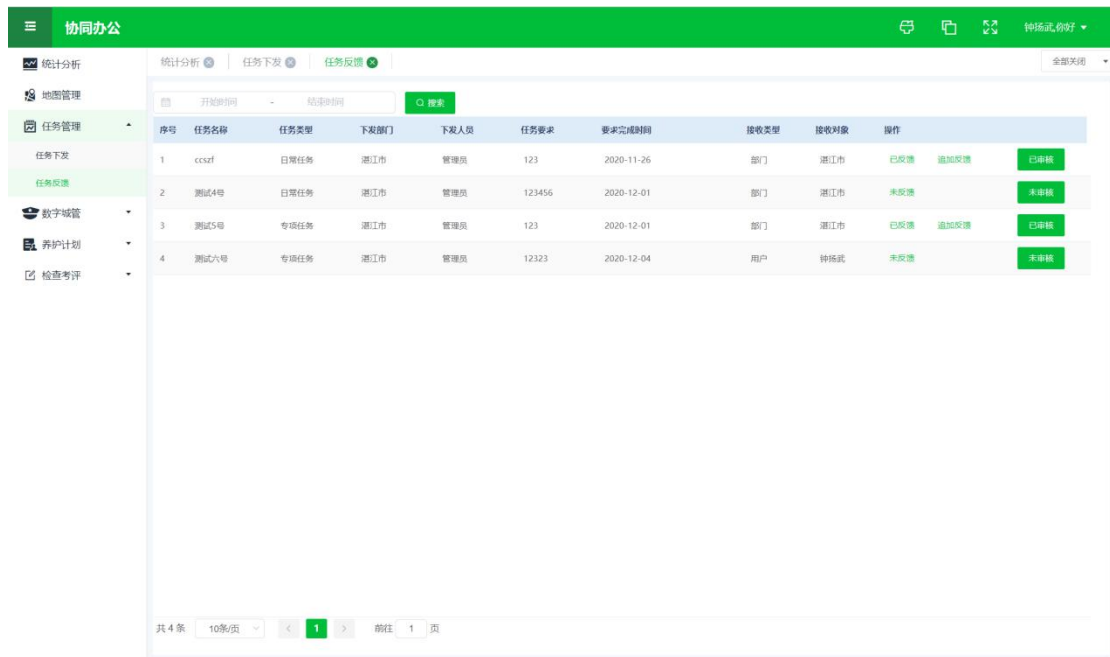 协同办公 钟扬武,你好
统计分析 统计分析 任务下发 任务反馈 全部关闭
地图管理 开始时间 - 结束时间 搜索
任务管理 序号 任务名称 任务类型 下发部门 下发人员 任务要求 要求完成时间 接收类型 接收对象 操作
任务下发 1 ccszf 日常任务 湛江市 管理员 123 2020-11-26 部门 湛江市 已反馈 追加反馈 已审核
任务反馈 2 测试4号 日常任务 湛江市 管理员 123456 2020-12-01 部门 湛江市 未反馈 未审核
数字城管 3 测试5号 专项任务 湛江市 管理员 123 2020-12-01 部门 湛江市 已反馈 追加反馈 已审核
养护计划 4 测试六号 专项任务 湛江市 管理员 12323 2020-12-04 用户 钟扬武 未反馈 未审核
检查考评
共 4 条 10条/页 < 1 > 前往 1 页